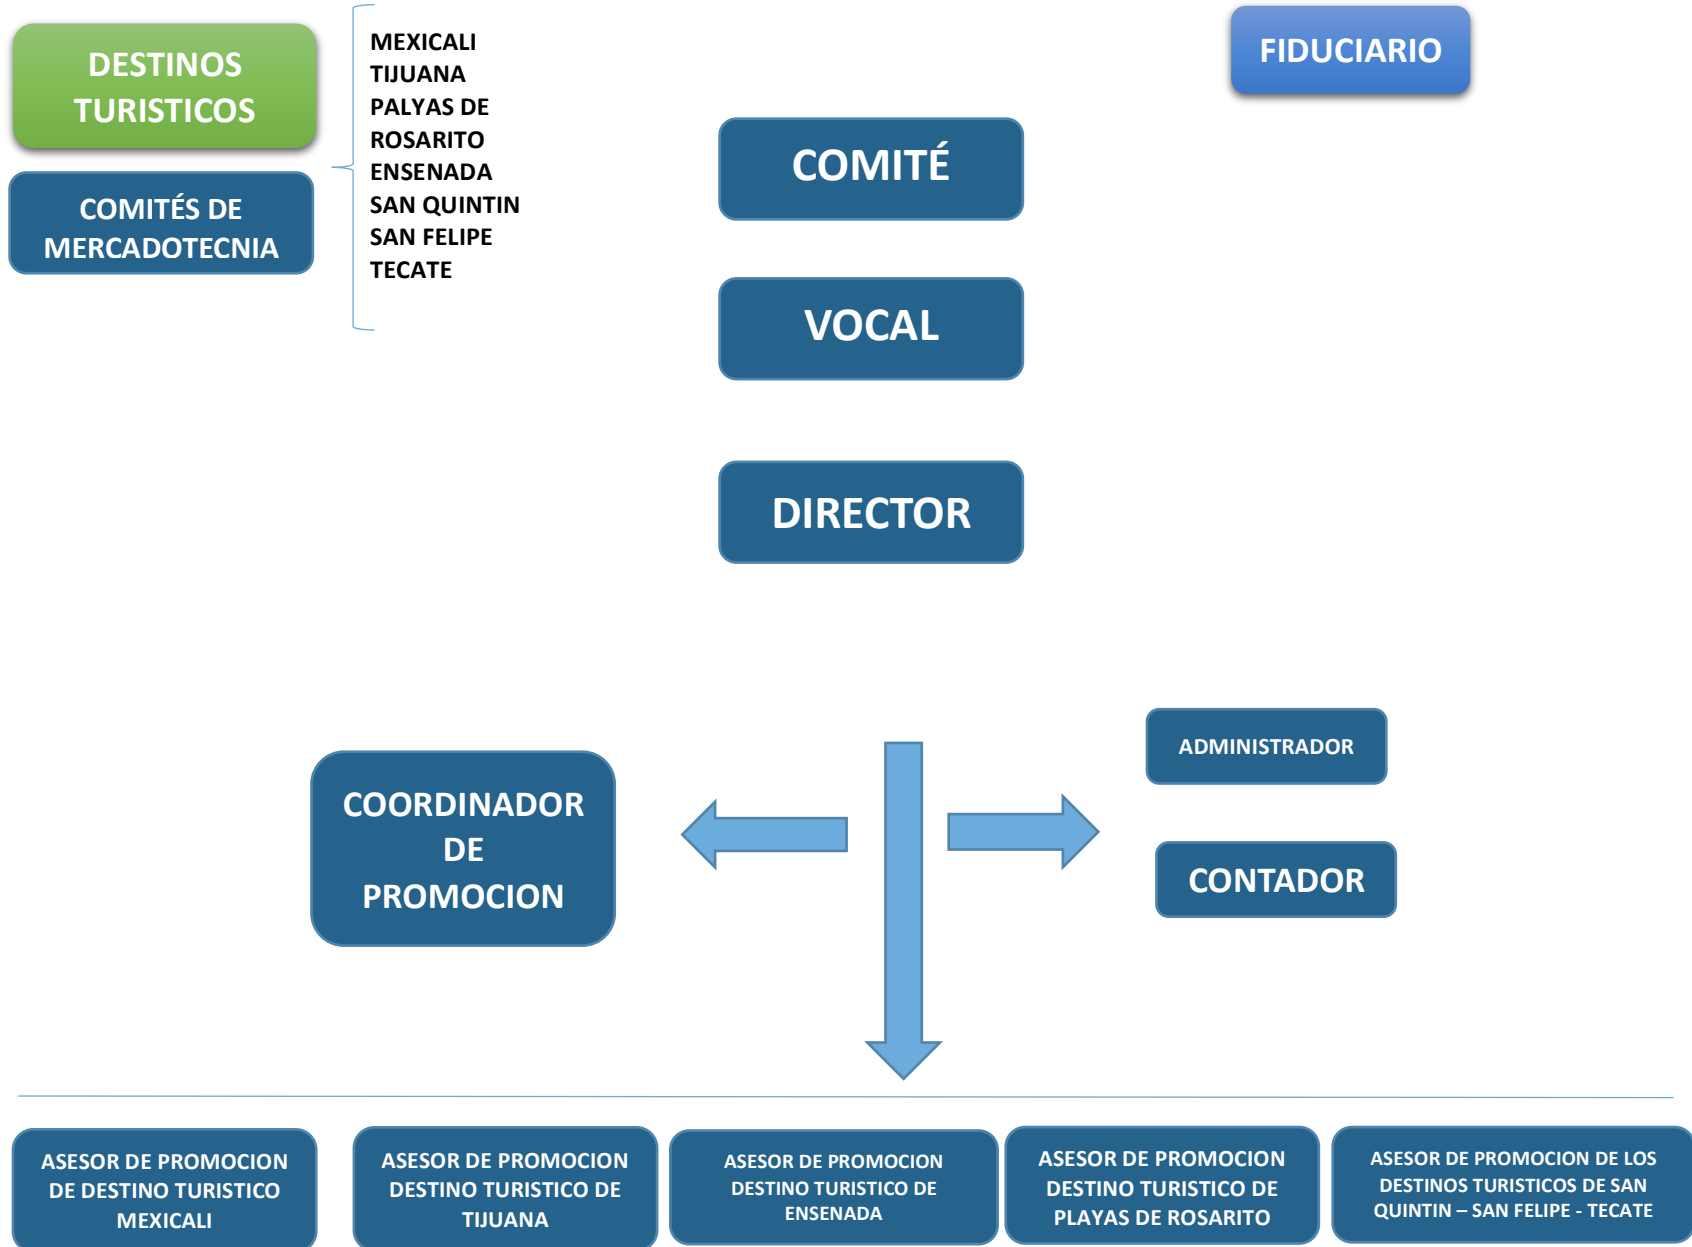 DESTINOS
TURISTICOS
COMITÉS DE
MERCADOTECNIA
MEXICALI
TIJUANA
PALYAS DE
ROSARITO
ENSENADA
SAN QUINTIN
SAN FELIPE
TECATE
FIDUCIARIO
COMITÉ
VOCAL
DIRECTOR
COORDINADOR
DE
PROMOCION
ADMINISTRADOR
CONTADOR
ASESOR DE PROMOCION
DE DESTINO TURISTICO
MEXICALI
ASESOR DE PROMOCION
DESTINO TURISTICO DE
TIJUANA
ASESOR DE PROMOCION
DESTINO TURISTICO DE
ENSENADA
ASESOR DE PROMOCION
DESTINO TURISTICO DE
PLAYAS DE ROSARITO
ASESOR DE PROMOCION DE LOS
DESTINOS TURISTICOS DE SAN
QUINTIN – SAN FELIPE - TECATE